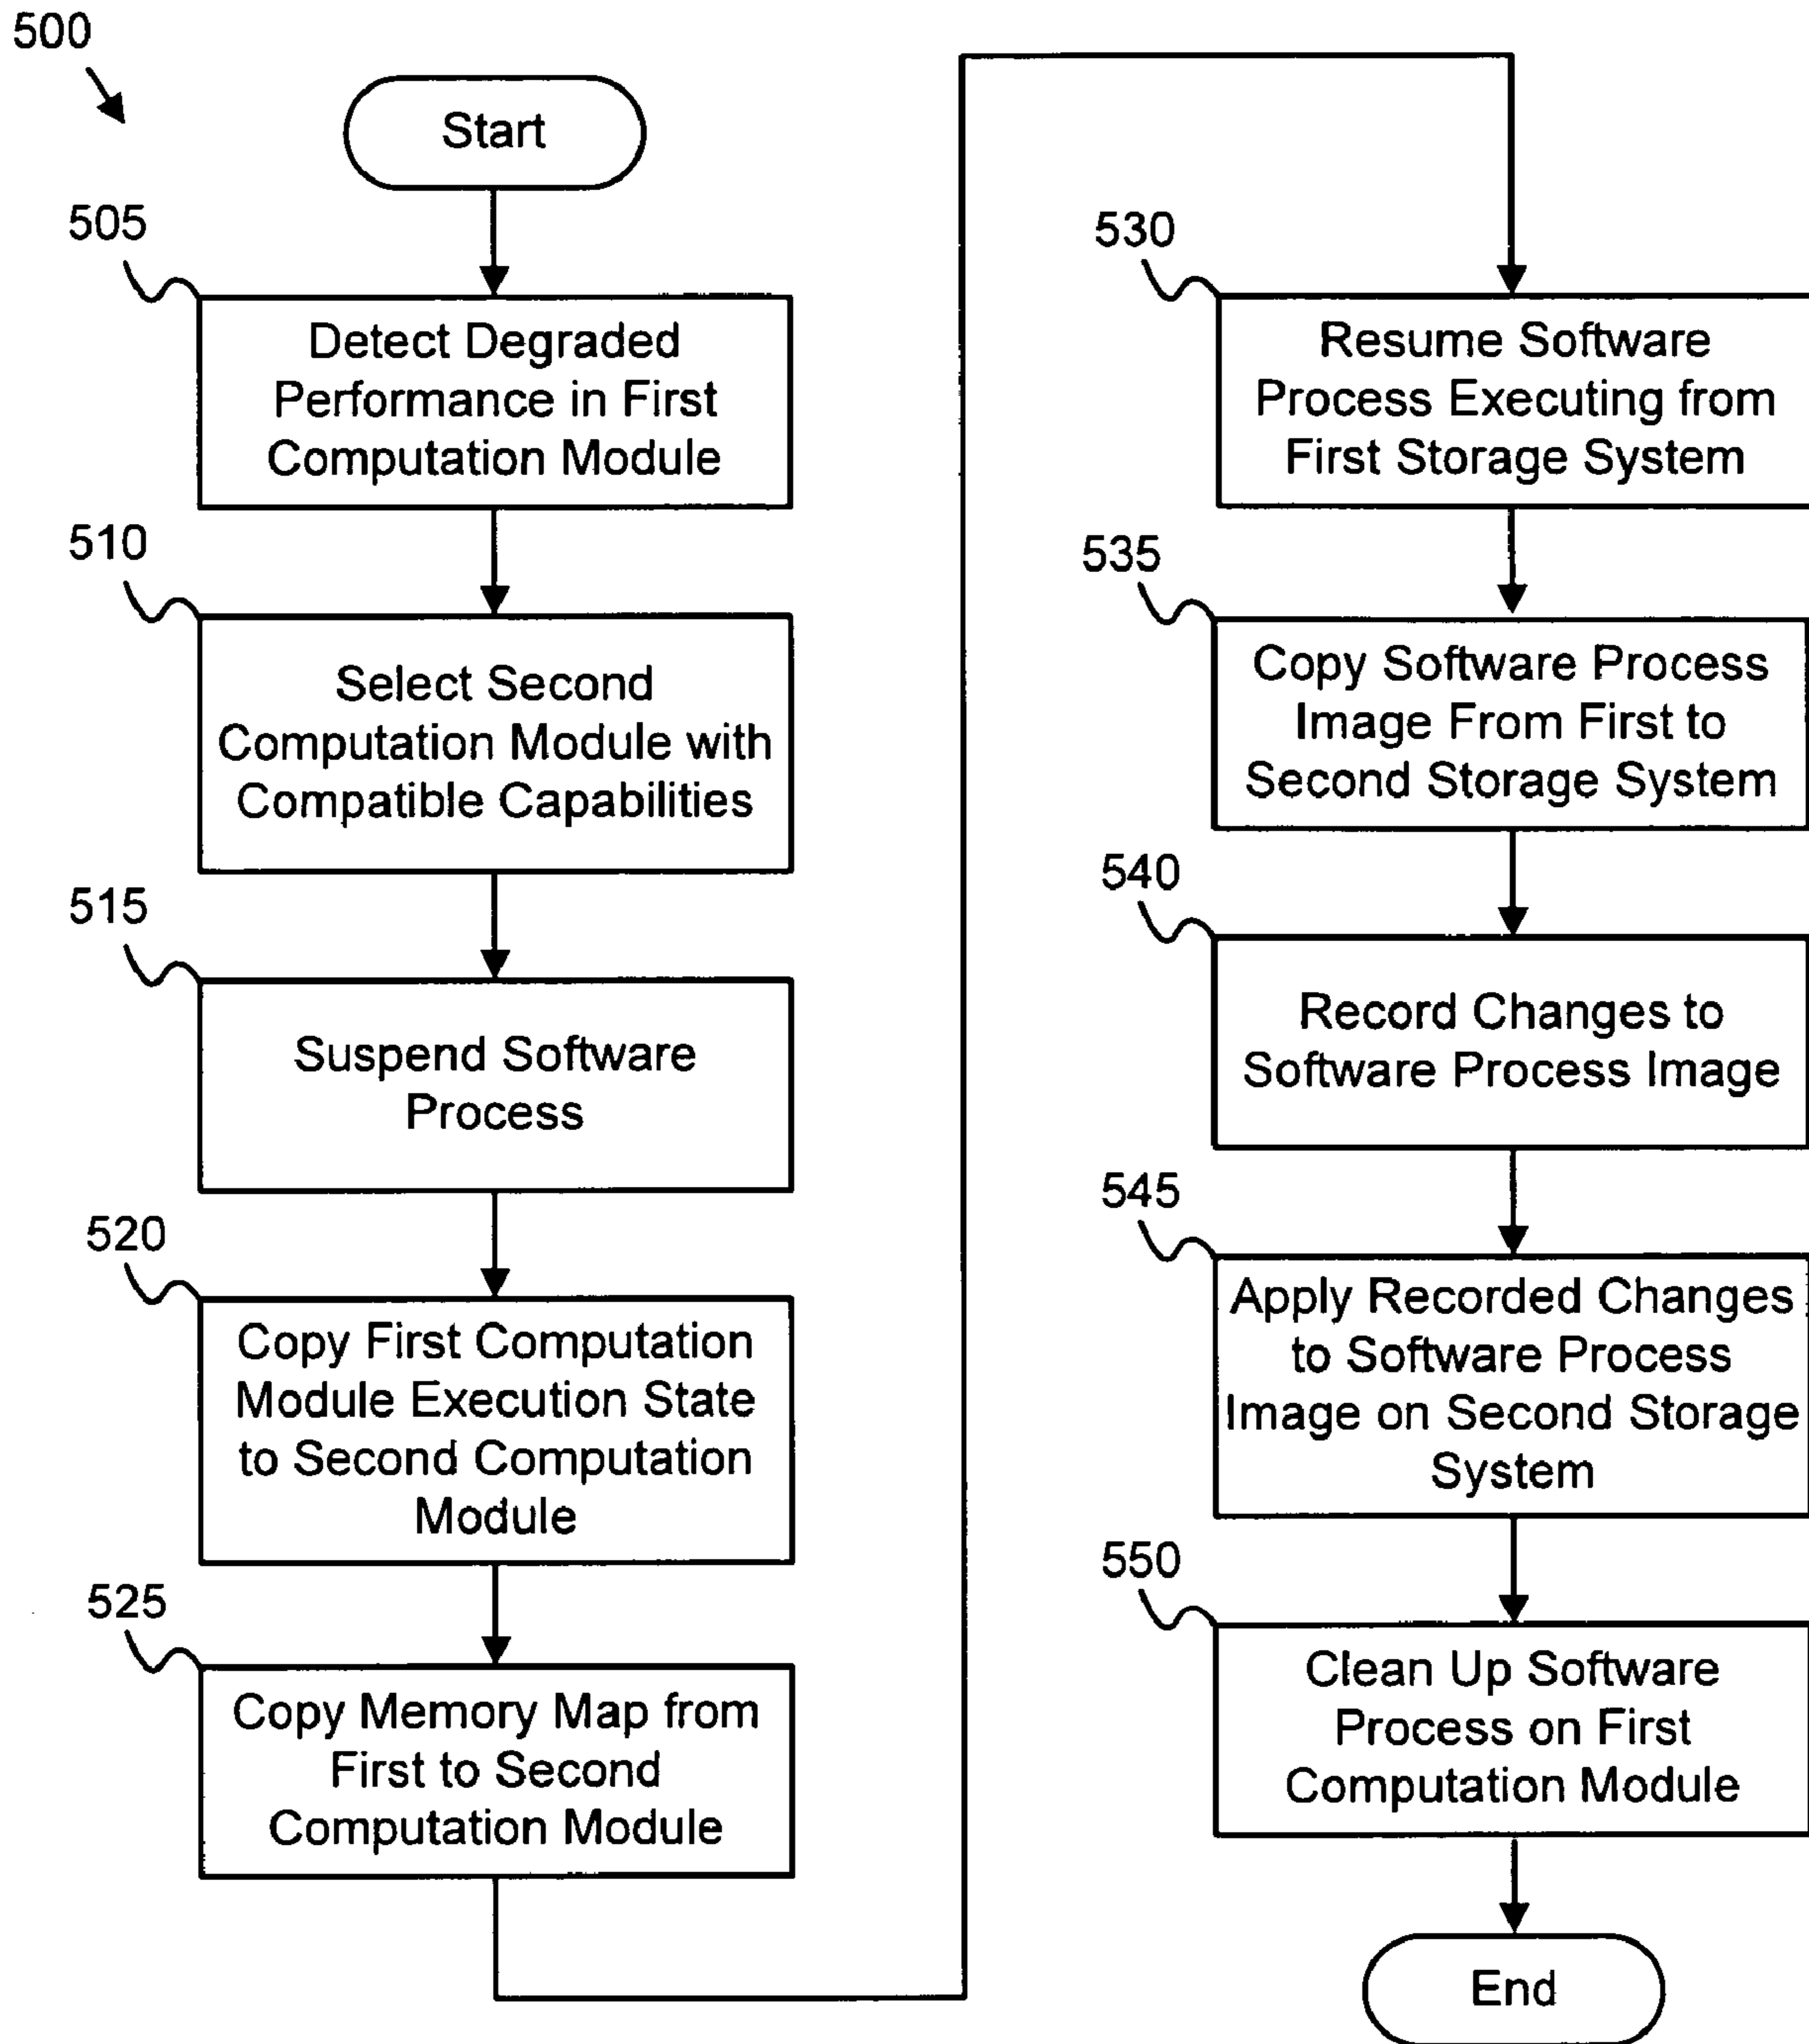 500
Start
505
Detect Degraded
Performance in First
Computation Module
510
Select Second
Computation Module with
Compatible Capabilities
515
Suspend Software
Process
520
Copy First Computation
Module Execution State
to Second Computation
Module
525
Copy Memory Map from
First to Second
Computation Module
530
Resume Software
Process Executing from
First Storage System
535
Copy Software Process
Image From First to
Second Storage System
540
Record Changes to
Software Process Image
545
Apply Recorded Changes
to Software Process
Image on Second Storage
System
550
Clean Up Software
Process on First
Computation Module
End